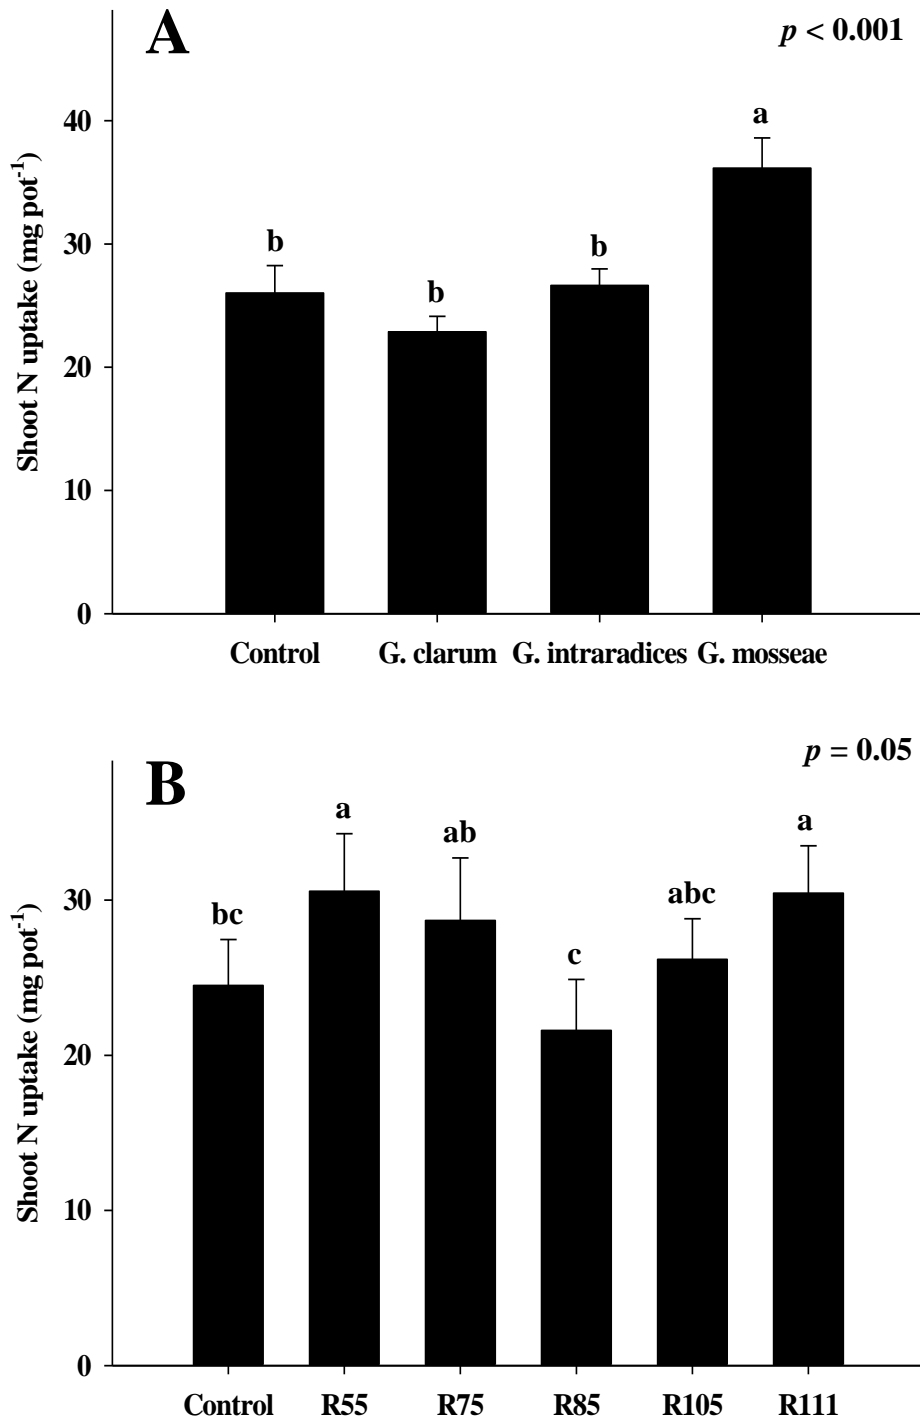 A
p < 0.001
Shoot N uptake (mg pot⁻¹)
40
30
20
10
0
b
b
b
a
Control G. clarum G. intraradices G. mosseae
B
p = 0.05
Shoot N uptake (mg pot⁻¹)
30
20
10
0
bc
a
ab
c
abc
a
Control R55 R75 R85 R105 R111